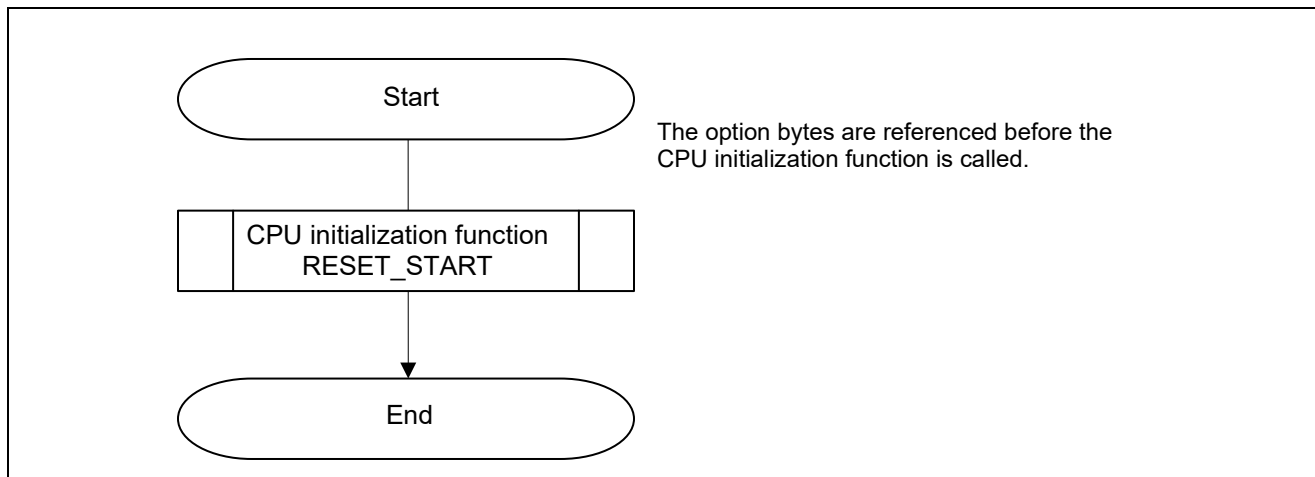 Start
The option bytes are referenced before the
CPU initialization function is called.
CPU initialization function
RESET_START
End